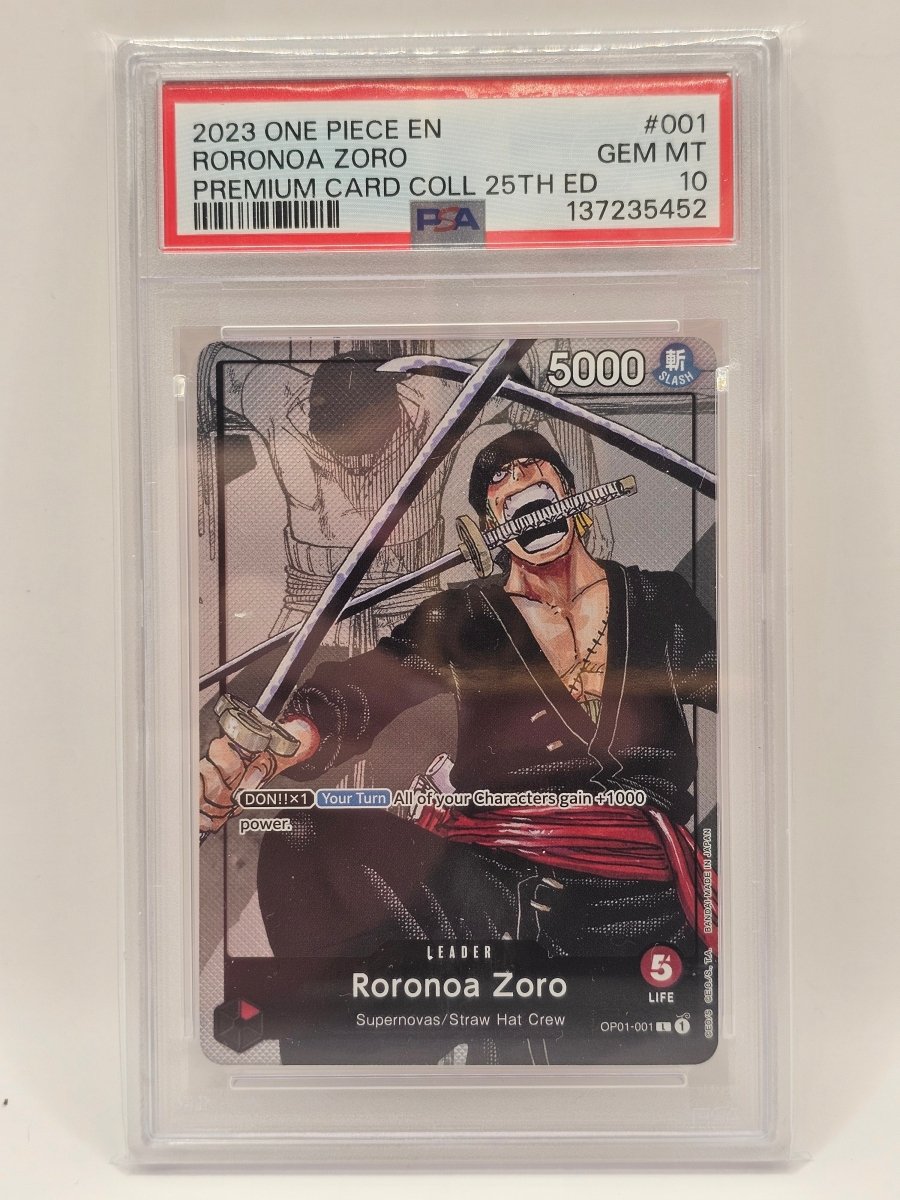 2023 ONE PIECE EN #001
RORONOA ZORO GEM MT
PREMIUM CARD COLL 25TH ED 10
PSA 137235452
5000 斬
SLASH
DON!!×1 Your Turn All of your Characters gain +1000
power.
LEADER
Roronoa Zoro
5
LIFE
Supernovas/Straw Hat Crew
OP01-001 L 1
©EO/S ©E.O./S., T.A. BANDAI·MADE IN JAPAN